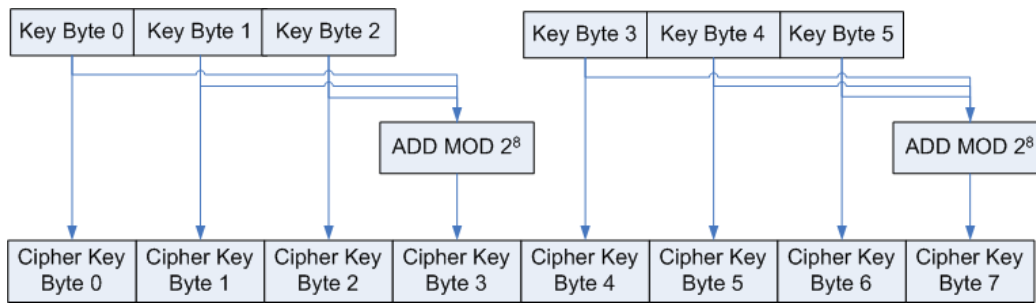 Key Byte 0 Key Byte 1 Key Byte 2 Key Byte 3 Key Byte 4 Key Byte 5
ADD MOD 2⁸ ADD MOD 2⁸
Cipher Key Cipher Key Cipher Key Cipher Key Cipher Key Cipher Key Cipher Key Cipher Key
Byte 0 Byte 1 Byte 2 Byte 3 Byte 4 Byte 5 Byte 6 Byte 7